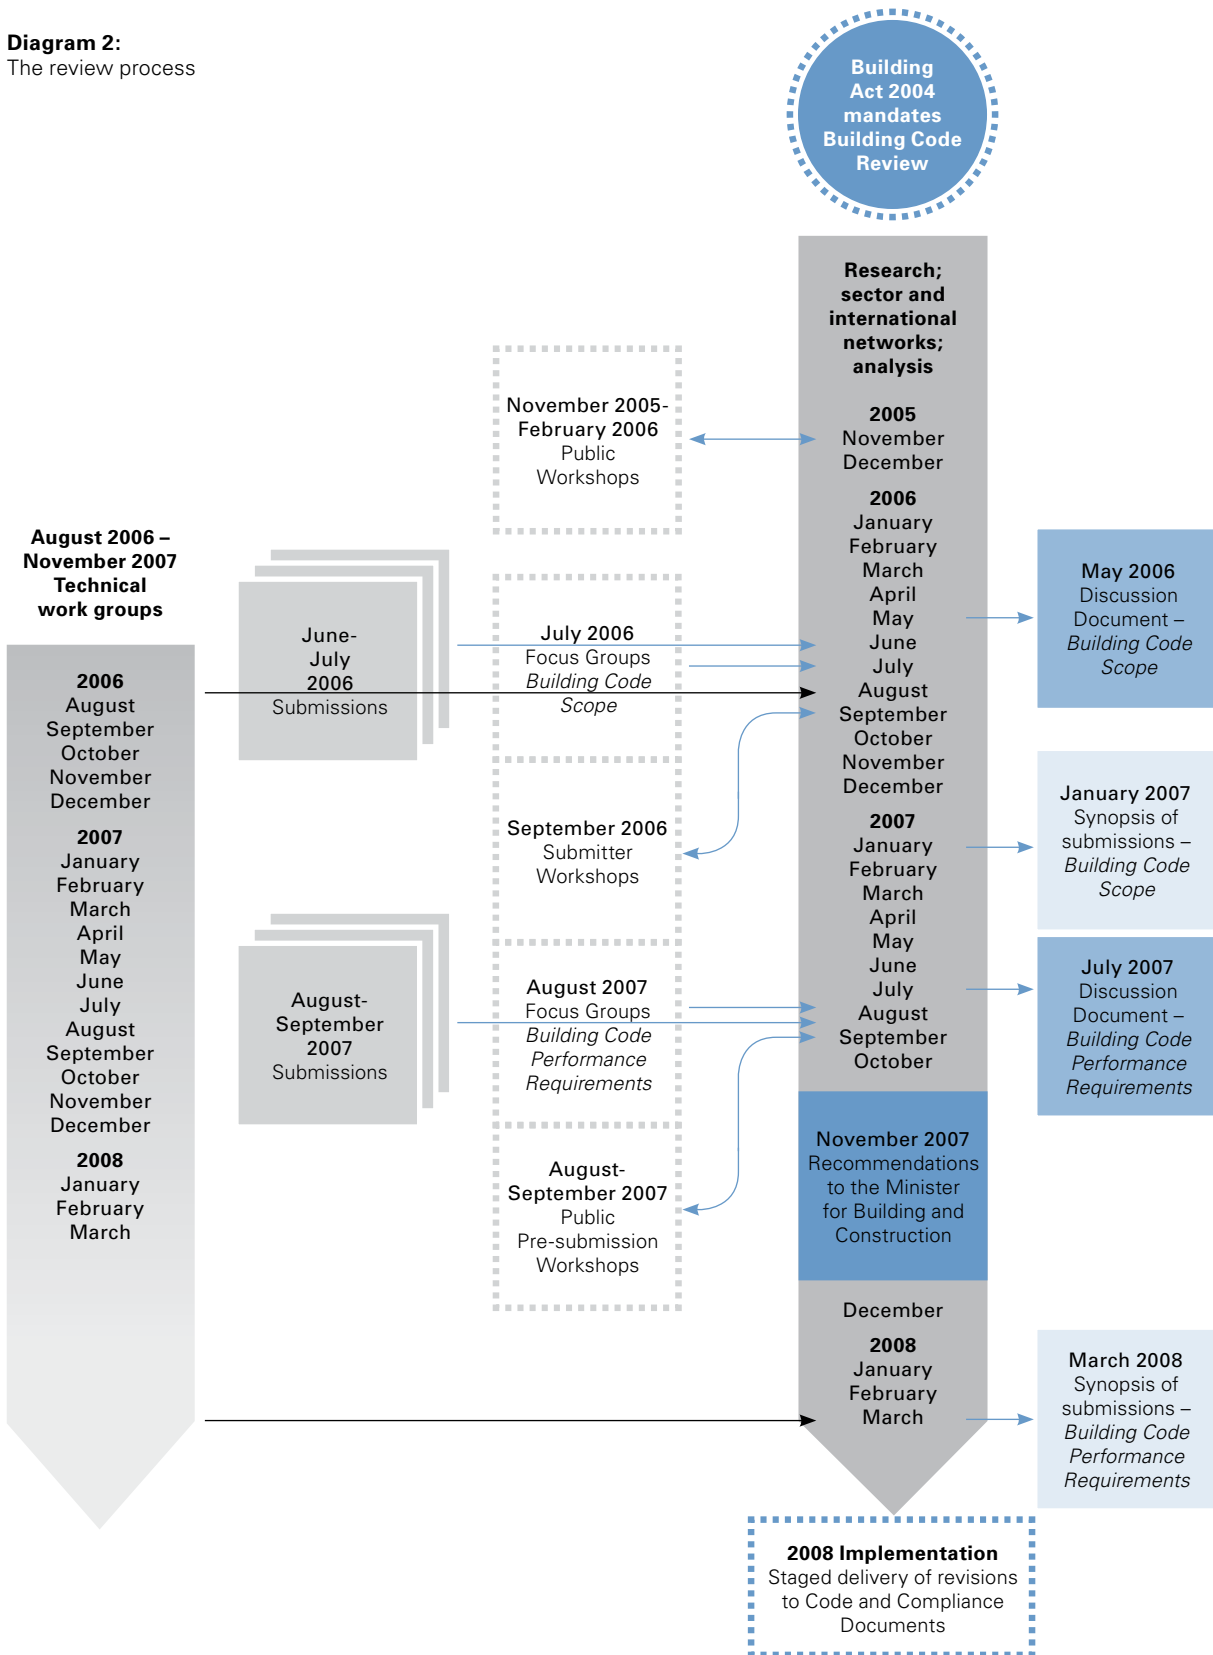 Diagram 2:
The review process
Building
Act 2004
mandates
Building Code
Review
Research;
sector and
international
networks;
analysis
2005
November
December
2006
January
February
March
April
May
June
July
August
September
October
November
December
2007
January
February
March
April
May
June
July
August
September
October
November 2007
Recommendations
to the Minister
for Building and
Construction
December
2008
January
February
March
November 2005-
February 2006
Public
Workshops
July 2006
Focus Groups
Building Code
Scope
September 2006
Submitter
Workshops
August 2007
Focus Groups
Building Code
Performance
Requirements
August-
September 2007
Public
Pre-submission
Workshops
August 2006 –
November 2007
Technical
work groups
2006
August
September
October
November
December
2007
January
February
March
April
May
June
July
August
September
October
November
December
2008
January
February
March
June-
July
2006
Submissions
August-
September
2007
Submissions
May 2006
Discussion
Document –
Building Code
Scope
January 2007
Synopsis of
submissions –
Building Code
Scope
July 2007
Discussion
Document –
Building Code
Performance
Requirements
March 2008
Synopsis of
submissions –
Building Code
Performance
Requirements
2008 Implementation
Staged delivery of revisions
to Code and Compliance
Documents